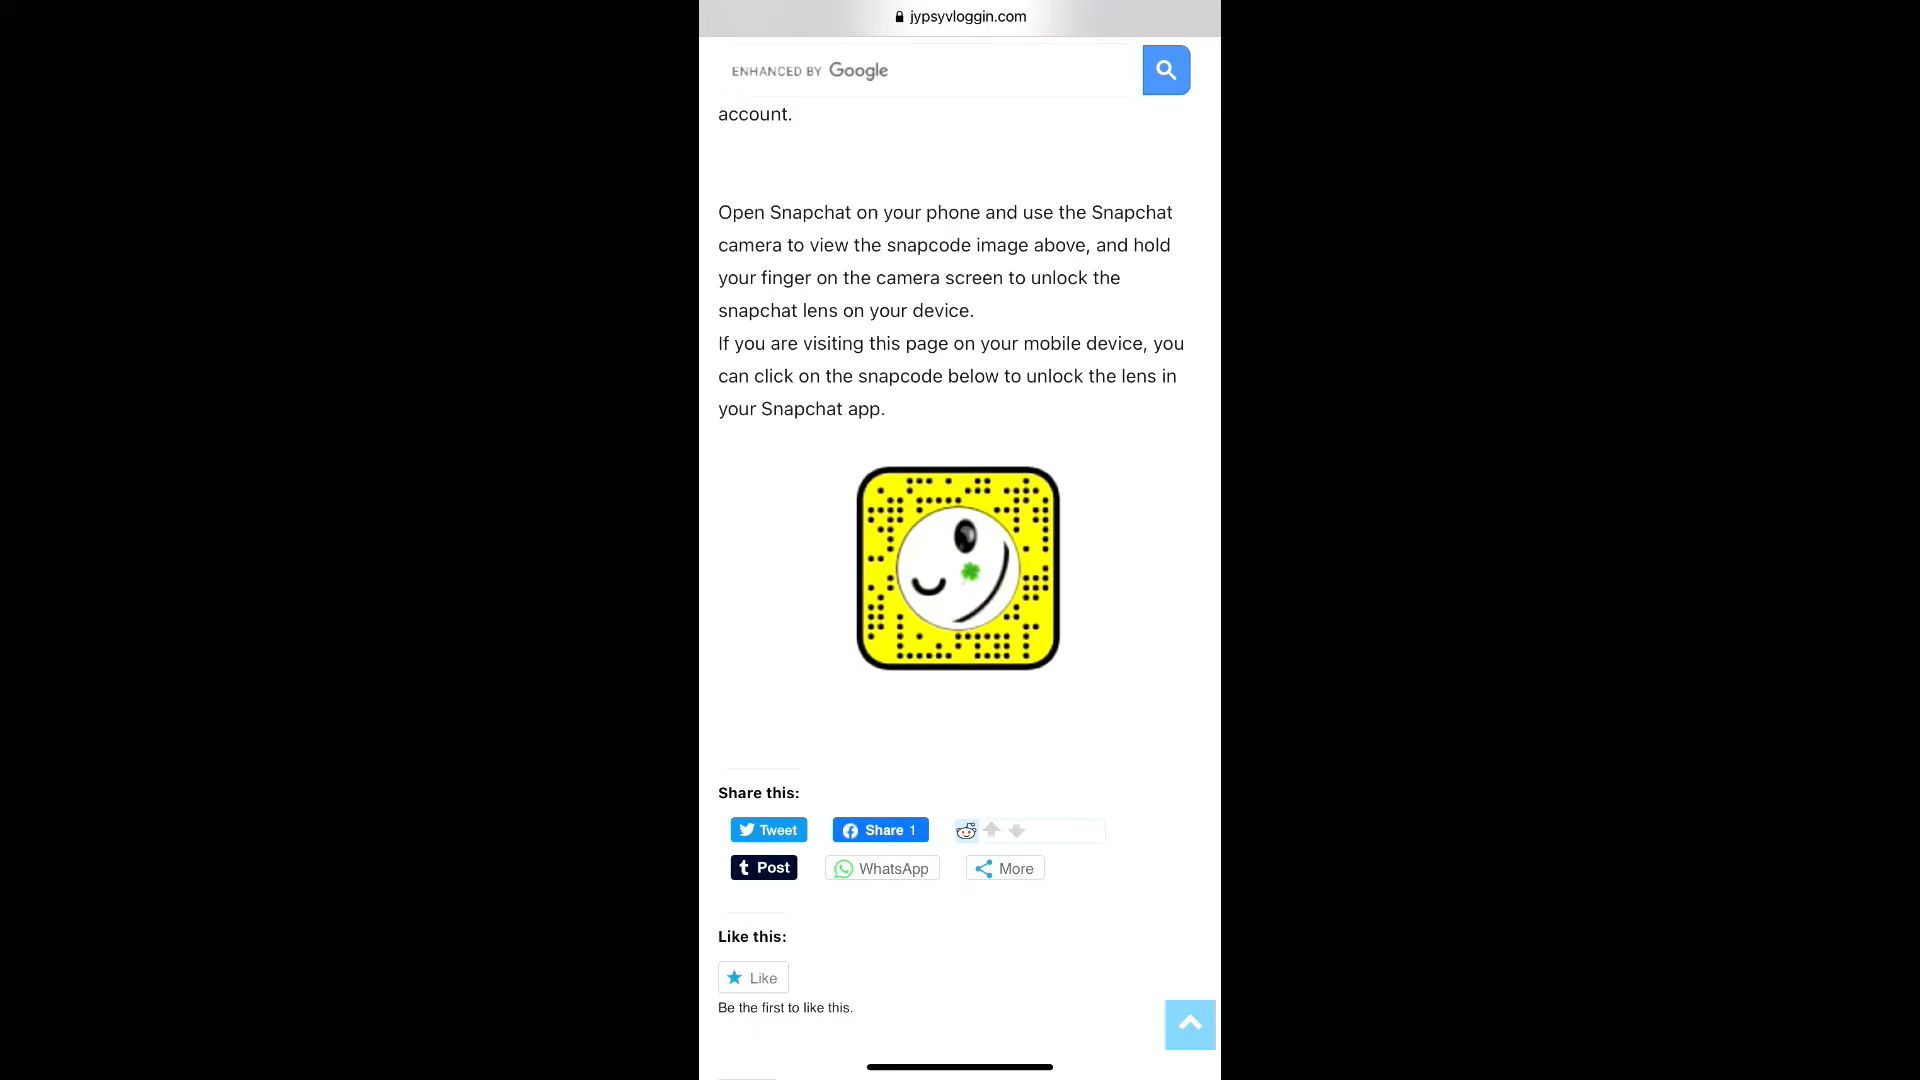 jypsyvloggin.com
ENHANCED BY Google
account.
Open Snapchat on your phone and use the Snapchat
camera to view the snapcode image above, and hold
your finger on the camera screen to unlock the
snapchat lens on your device.
If you are visiting this page on your mobile device, you
can click on the snapcode below to unlock the lens in
your Snapchat app.
Share this:
Tweet Share 1
Post WhatsApp More
Like this:
Like
Be the first to like this.